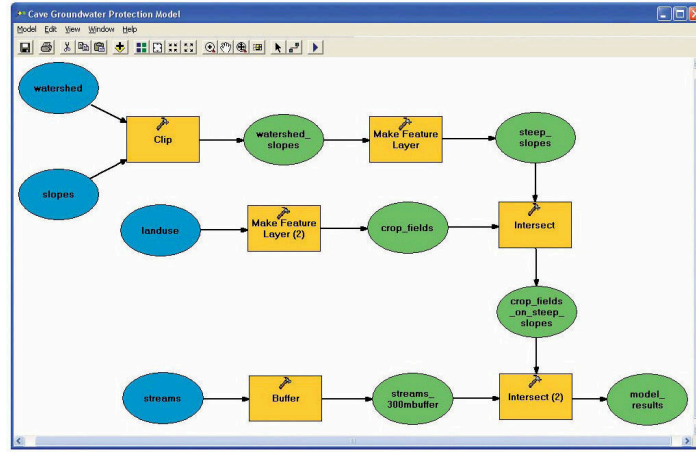 Cave Groundwater Protection Model
Model Edit View Window Help
watershed
Clip
watershed_
slopes
Make Feature
Layer
steep_
slopes
slopes
landuse
Make Feature
Layer (2)
crop_fields
Intersect
crop_fields
_on_steep_
slopes
streams
Buffer
streams_
300mbuffer
Intersect (2)
model_
results